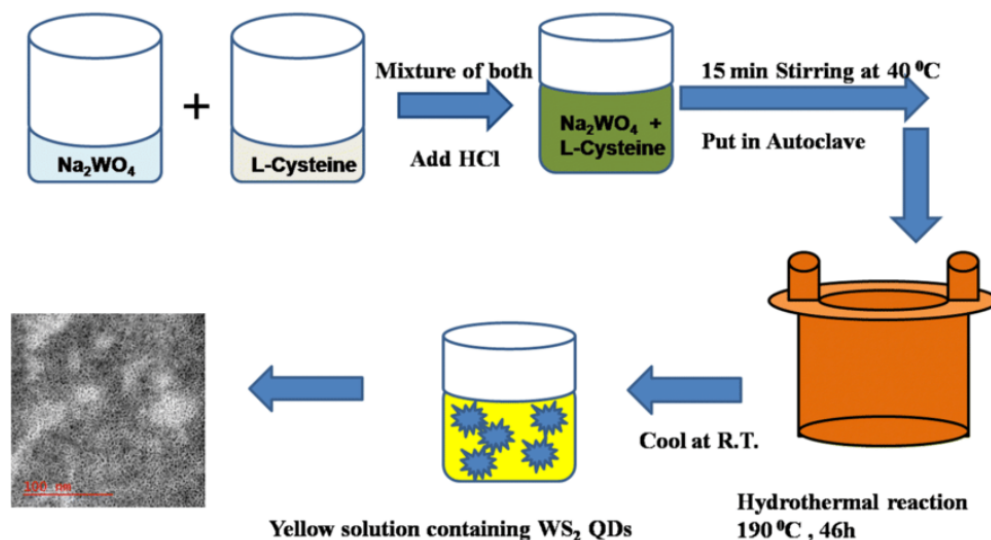 Na₂WO₄
+
L-Cysteine
Mixture of both
Add HCl
Na₂WO₄ +
L-Cysteine
15 min Stirring at 40 ⁰C
Put in Autoclave
Hydrothermal reaction
190 ⁰C , 46h
Cool at R.T.
Yellow solution containing WS₂ QDs
100 nm